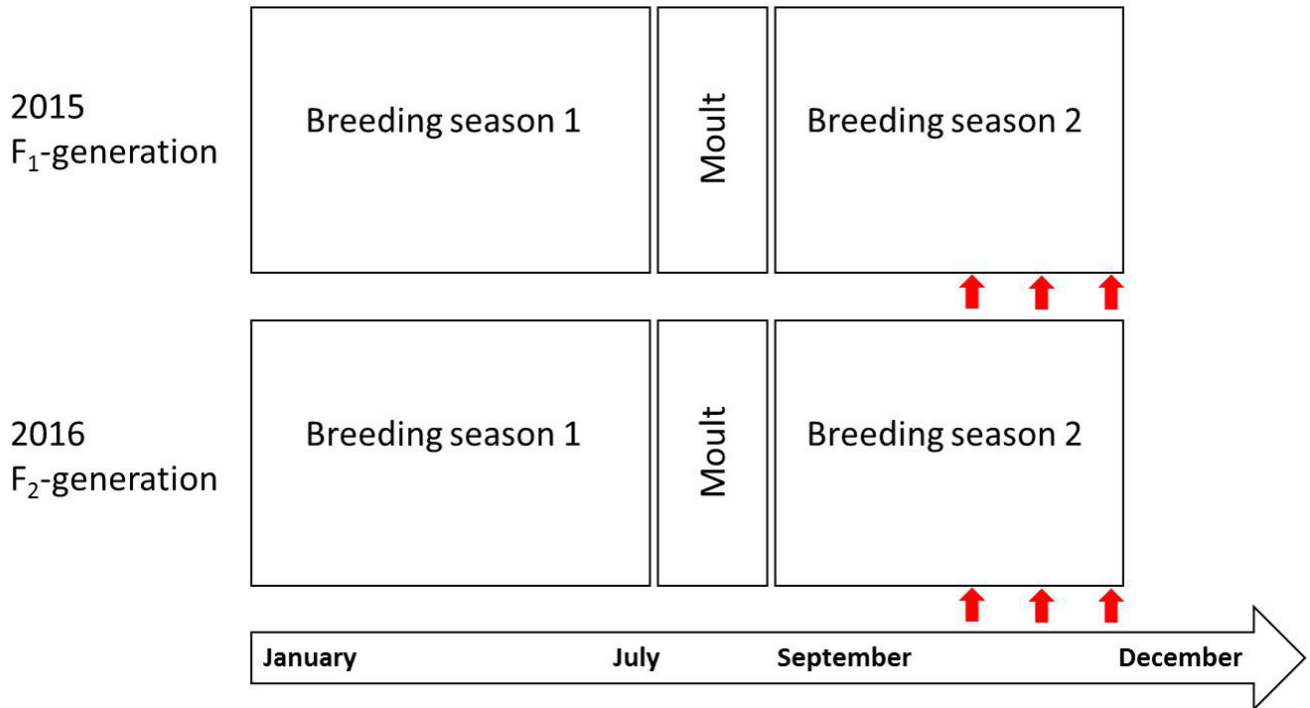 2015
F₁-generation
Breeding season 1
Moult
Breeding season 2
2016
F₂-generation
Breeding season 1
Moult
Breeding season 2
January July September December